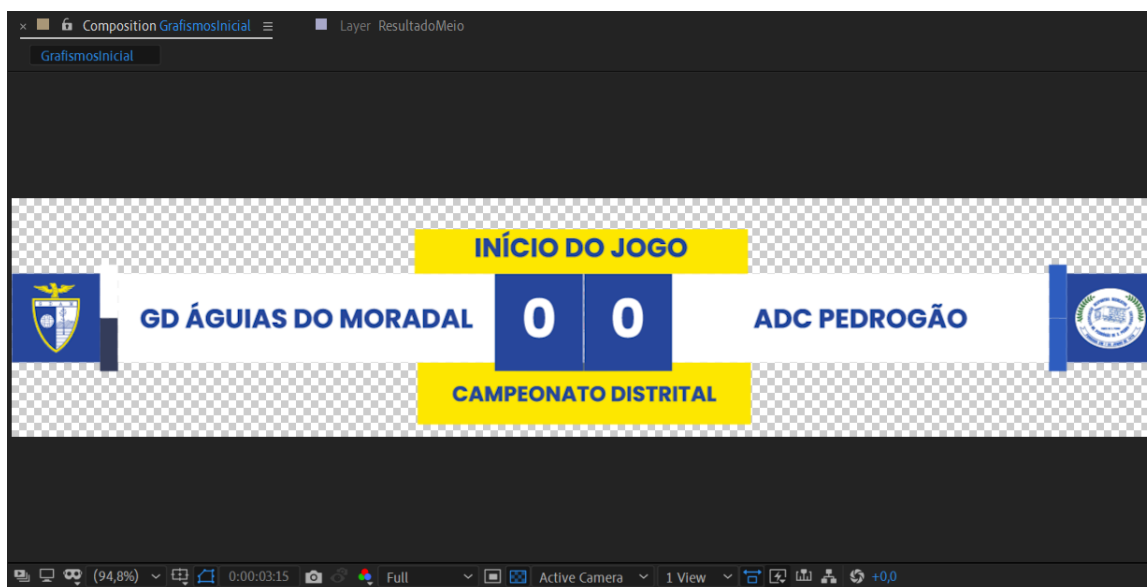 × Composition GrafismosInicial ≡ Layer ResultadoMeio
GrafismosInicial
INÍCIO DO JOGO
GD ÁGUIAS DO MORADAL 0 0 ADC PEDROGÃO
CAMPEONATO DISTRITAL
(94,8%) 0:00:03:15 Full Active Camera 1 View +0,0